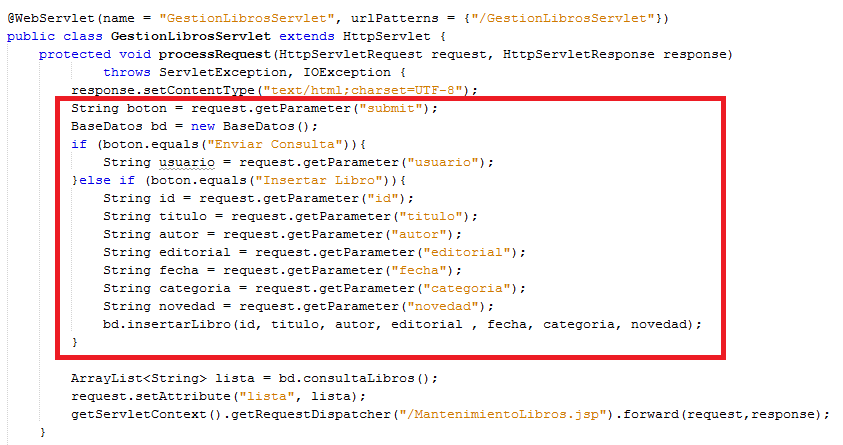 @WebServlet(name = "GestionLibrosServlet", urlPatterns = {"/GestionLibrosServlet"})
public class GestionLibrosServlet extends HttpServlet {
    protected void processRequest(HttpServletRequest request, HttpServletResponse response)
            throws ServletException, IOException {
        response.setContentType("text/html;charset=UTF-8");
        String boton = request.getParameter("submit");
        BaseDatos bd = new BaseDatos();
        if (boton.equals("Enviar Consulta")){
            String usuario = request.getParameter("usuario");
        }else if (boton.equals("Insertar Libro")){
            String id = request.getParameter("id");
            String titulo = request.getParameter("titulo");
            String autor = request.getParameter("autor");
            String editorial = request.getParameter("editorial");
            String fecha = request.getParameter("fecha");
            String categoria = request.getParameter("categoria");
            String novedad = request.getParameter("novedad");
            bd.insertarLibro(id, titulo, autor, editorial , fecha, categoria, novedad);
        }
        ArrayList<String> lista = bd.consultaLibros();
        request.setAttribute("lista", lista);
        getServletContext().getRequestDispatcher("/MantenimientoLibros.jsp").forward(request,response);
    }